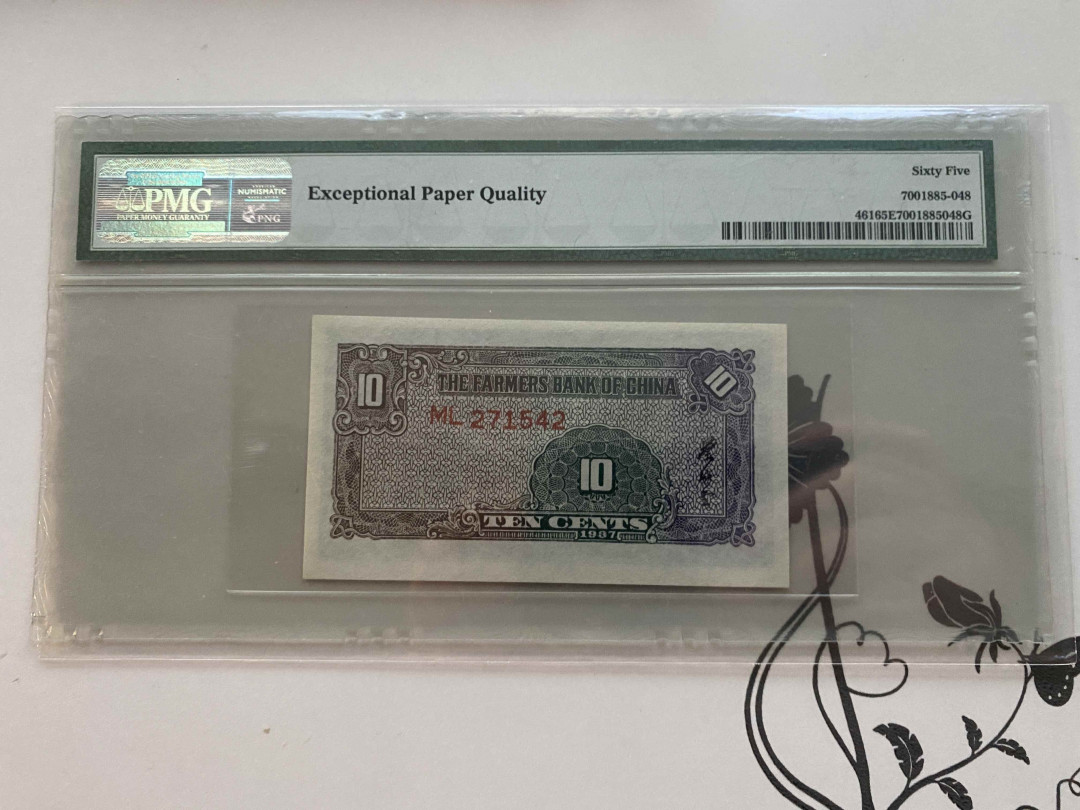 PMG
PAPER MONEY GUARANTY
NUMISMATIC
PNG
Exceptional Paper Quality
Sixty Five
7001885-048
46165E7001885048G
10
THE FARMERS BANK OF CHINA
10
ML 271542
10
TEN CENTS
1937